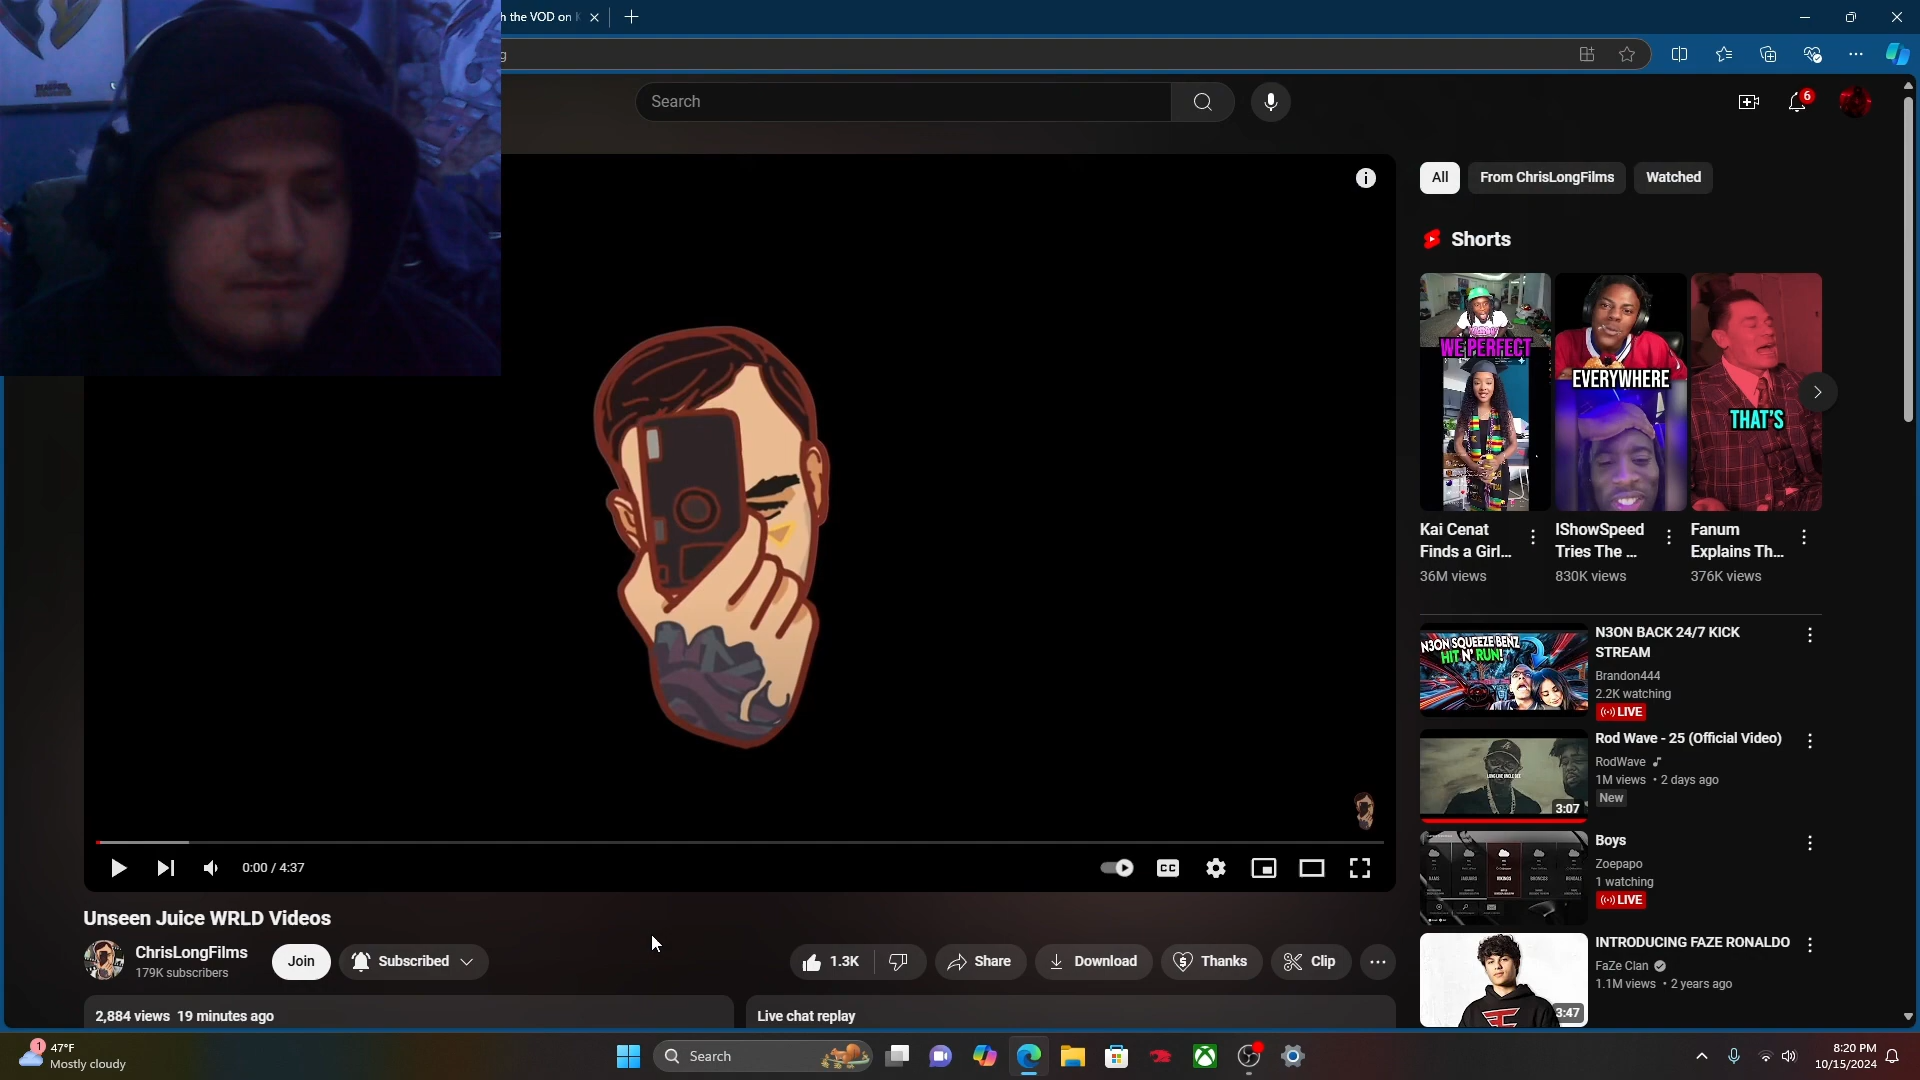 h the VOD on
Search
6
All
From ChrisLongFilms
Watched
Shorts
WE PERFECT
EVERYWHERE
THAT'S
Kai Cenat
Finds a Girl...
36M views
IShowSpeed
Tries The ...
830K views
Fanum
Explains Th...
376K views
N3ON SQUEEZE BENZ
HIT N' RUN!
N3ON BACK 24/7 KICK
STREAM
Brandon444
2.2K watching
LIVE
Rod Wave - 25 (Official Video)
RodWave
1M views • 2 days ago
New
3:07
Boys
Zoepapo
1 watching
LIVE
INTRODUCING FAZE RONALDO
FaZe Clan
1.1M views • 2 years ago
3:47
0:00 / 4:37
CC
Unseen Juice WRLD Videos
ChrisLongFilms
179K subscribers
Join
Subscribed
1.3K
Share
Download
Thanks
Clip
2,884 views 19 minutes ago
Live chat replay
1
47°F
Mostly cloudy
Search
8:20 PM
10/15/2024